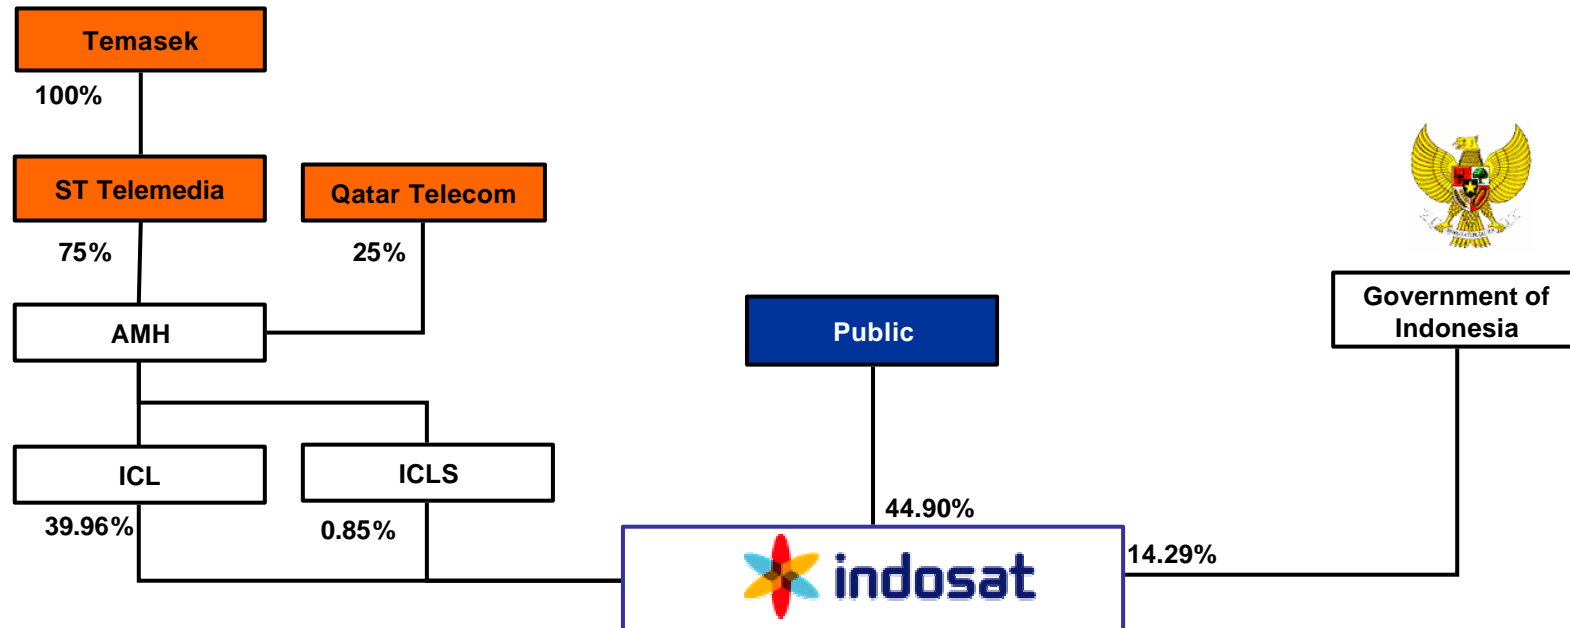 Temasek
100%
ST Telemedia
Qatar Telecom
75%
25%
Government of
Indonesia
AMH
Public
ICL
ICLS
39.96%
0.85%
44.90%
14.29%
indosat